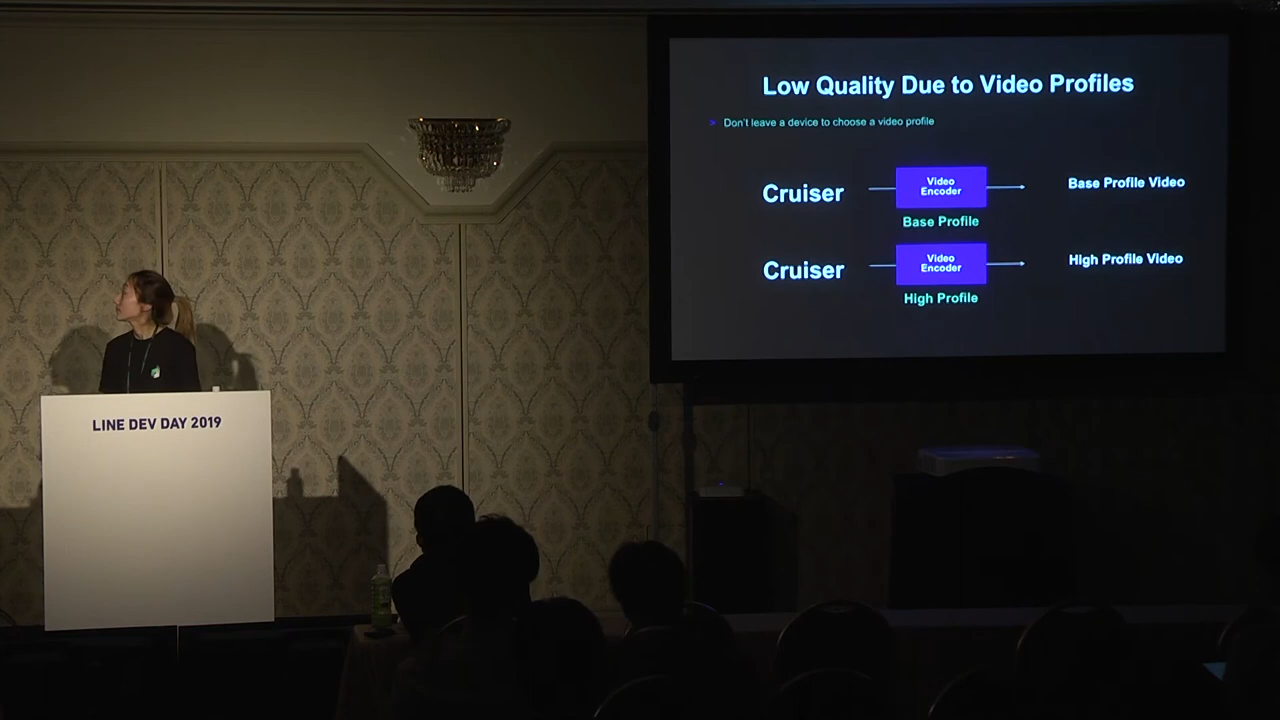 Low Quality Due to Video Profiles
> Don't leave a device to choose a video profile
Cruiser
Video
Encoder
Base Profile
Base Profile Video
Cruiser
Video
Encoder
High Profile
High Profile Video
LINE DEV DAY 2019